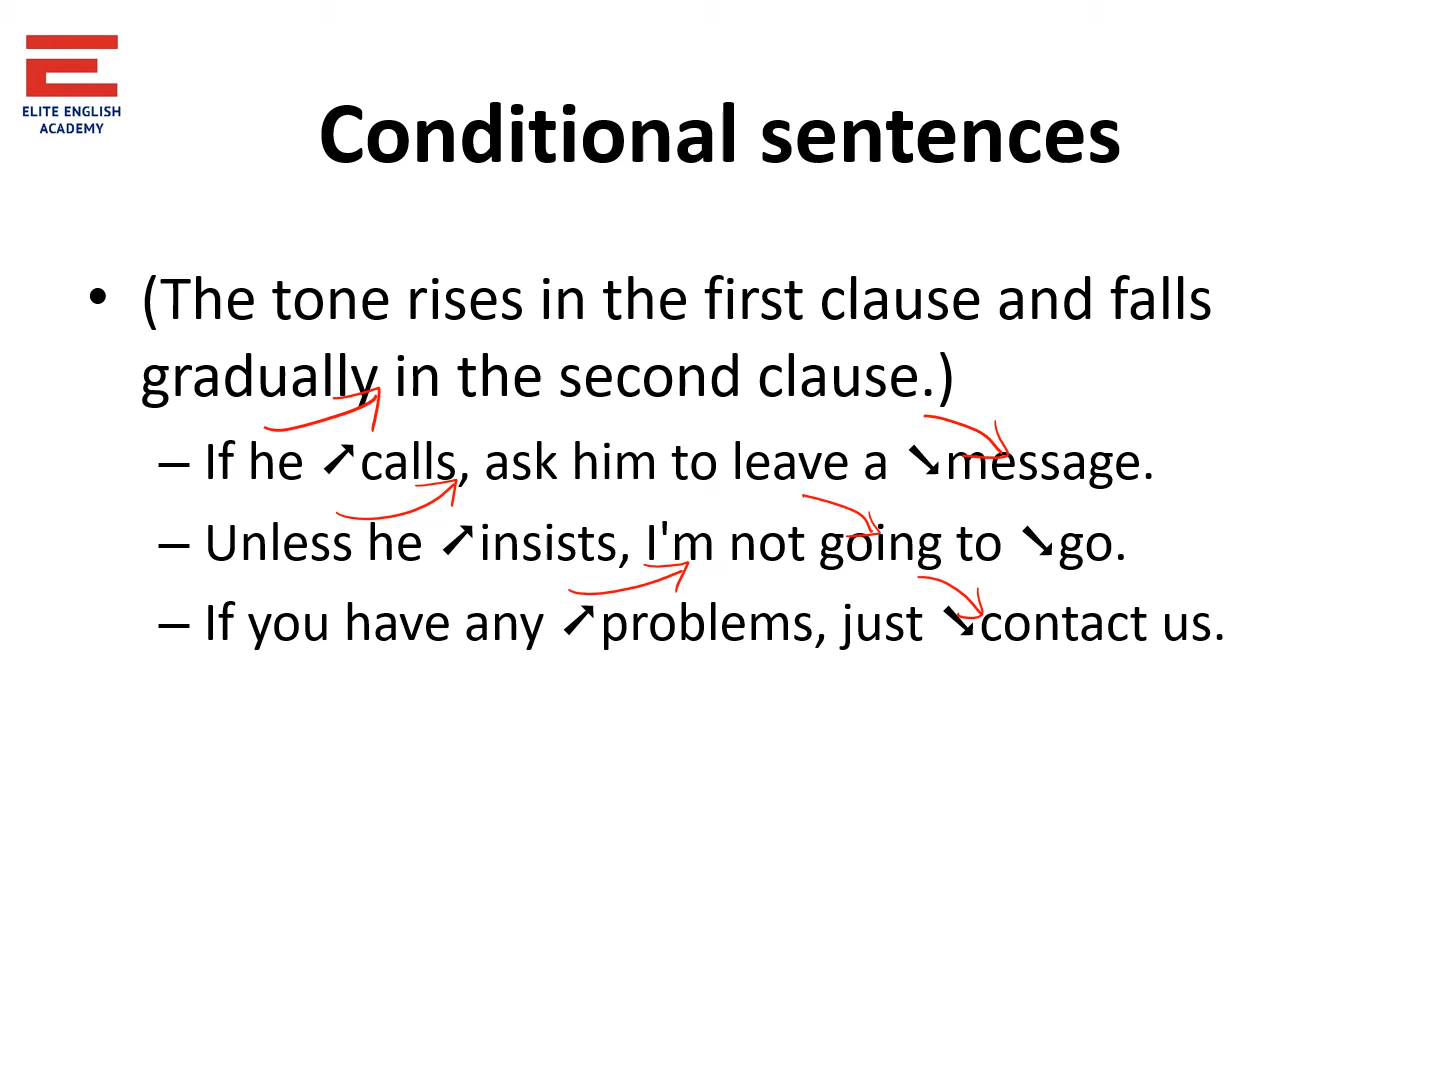 ELITE ENGLISH
ACADEMY
Conditional sentences
• (The tone rises in the first clause and falls
gradually in the second clause.)
– If he ➚calls, ask him to leave a ➘message.
– Unless he ➚insists, I'm not going to ➘go.
– If you have any ➚problems, just ➘contact us.